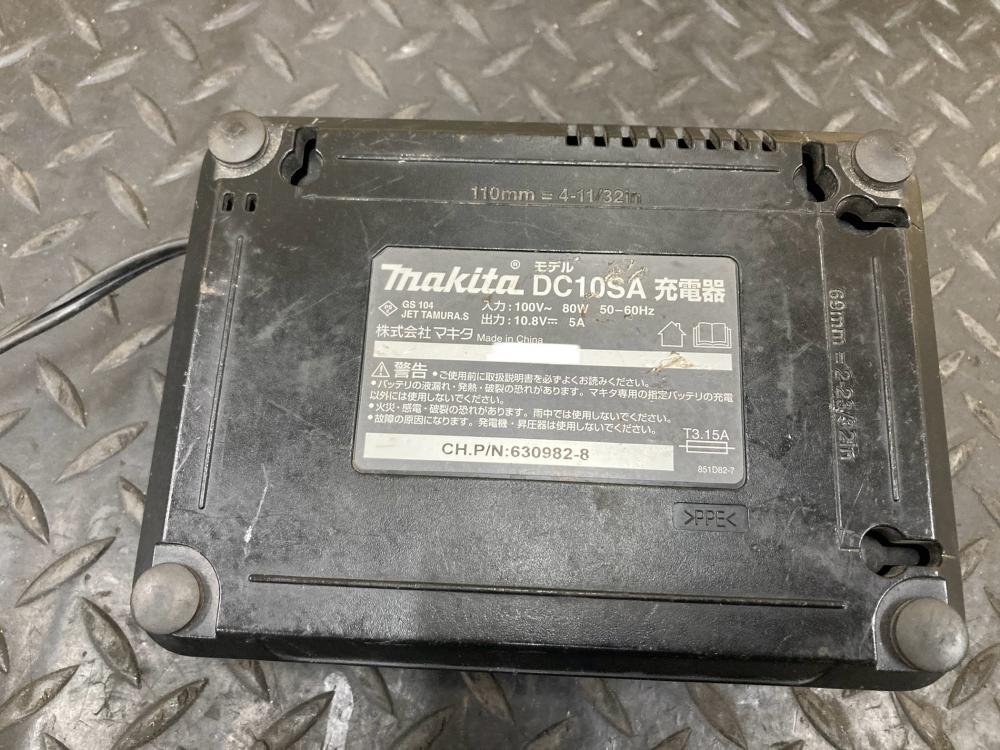 110mm = 4-11/32in
makita® モデル DC10SA 充電器
PS
E
GS 104
JET TAMURA.S
入力:100V~ 80W 50-60Hz
出力:10.8V⎓ 5A
株式会社マキタ Made in China
警告 •ご使用前に取扱説明書を必ずよくお読みください。
•バッテリの液漏れ・発熱・破裂の恐れがあります。マキタ専用の指定バッテリの充電
以外には使用しないでください。
•火災・感電・破裂の恐れがあります。雨中では使用しないでください。
•故障の原因になります。発電機・昇圧器は使用しないでください。
T3.15A
CH.P/N:630982-8
851D82-7
>PPE<
69mm = 2-23/32in